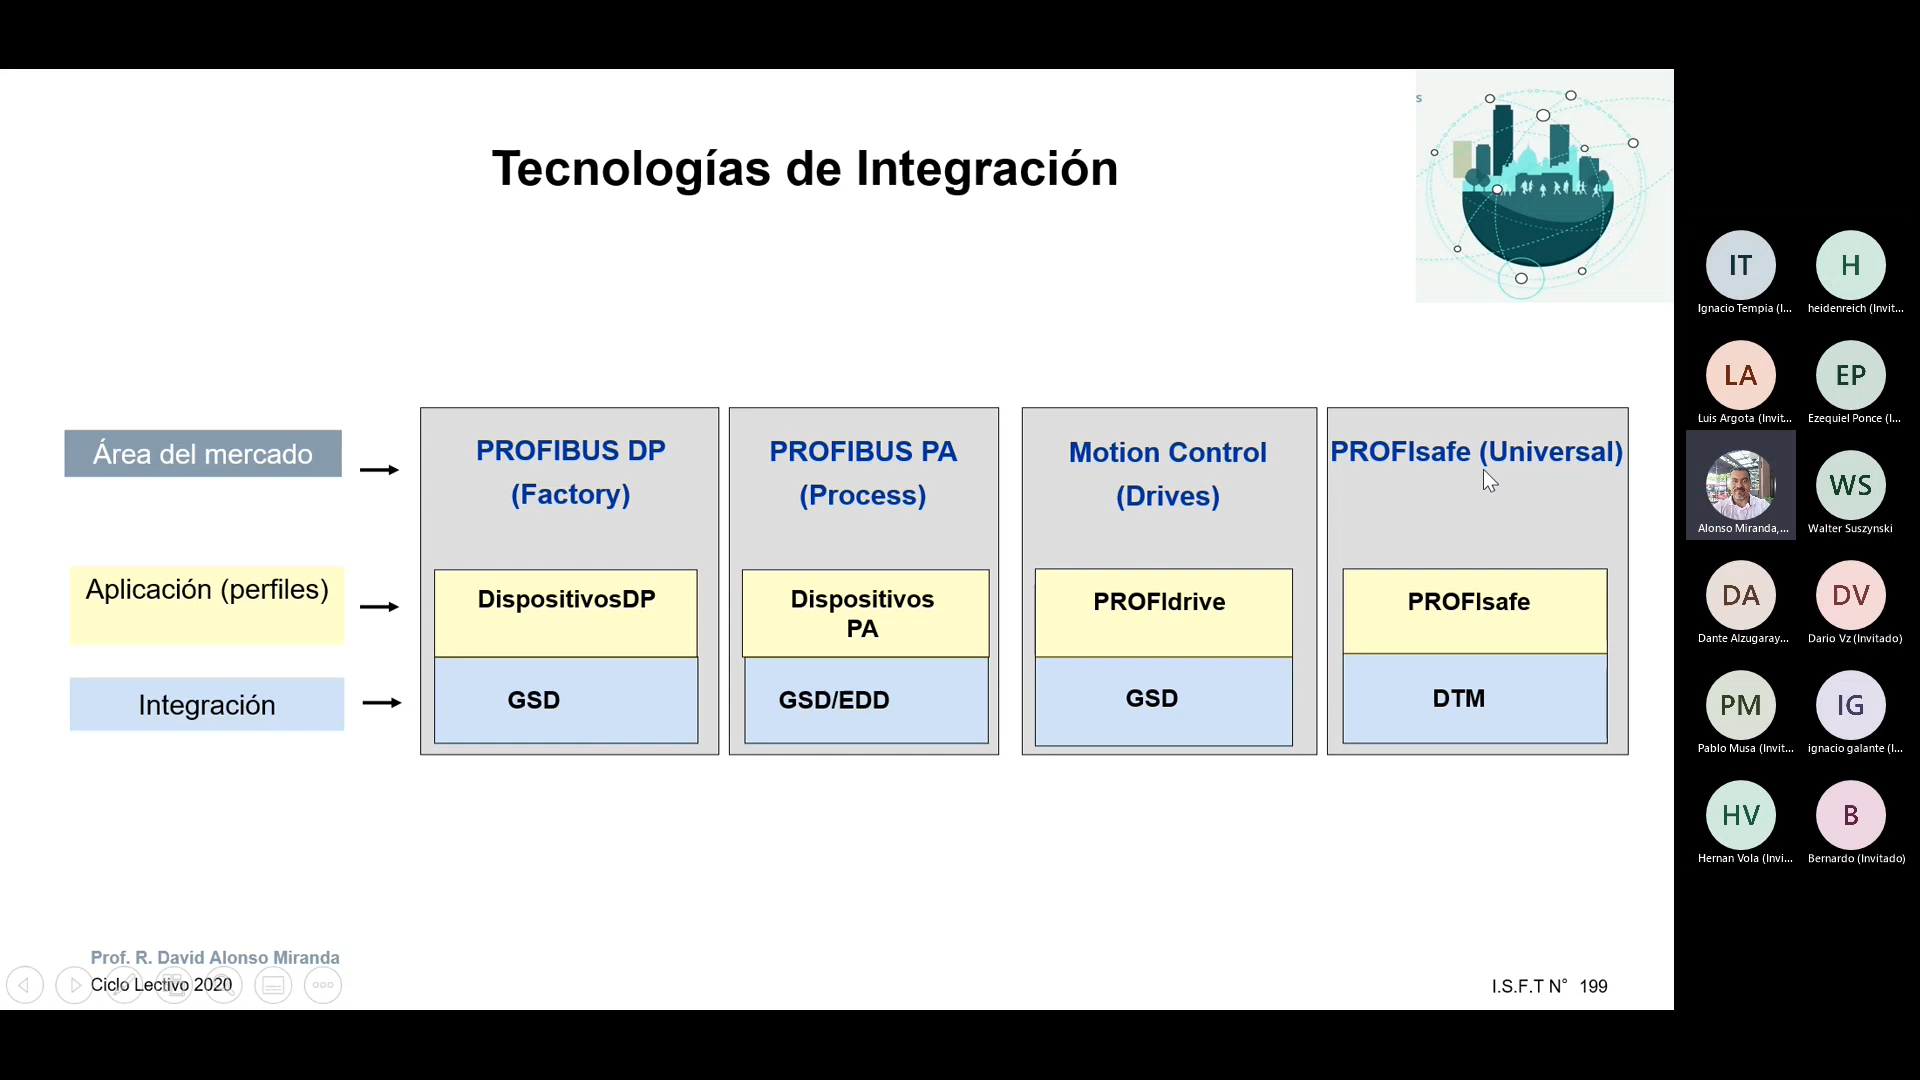 s
Tecnologías de Integración
Área del mercado
PROFIBUS DP
(Factory)
PROFIBUS PA
(Process)
Motion Control
(Drives)
PROFIsafe (Universal)
Aplicación (perfiles)
DispositivosDP
Dispositivos
PA
PROFIdrive
PROFIsafe
Integración
GSD
GSD/EDD
GSD
DTM
Prof. R. David Alonso Miranda
Ciclo Lectivo 2020
I.S.F.T N° 199
IT
Ignacio Tempia (I...
H
heidenreich (Invit...
LA
Luis Argota (Invit...
EP
Ezequiel Ponce (I...
Alonso Miranda,...
WS
Walter Suszynski
DA
Dante Alzugaray...
DV
Dario Vz (Invitado)
PM
Pablo Musa (Invit...
IG
ignacio galante (I...
HV
Hernan Vola (Invi...
B
Bernardo (Invitado)